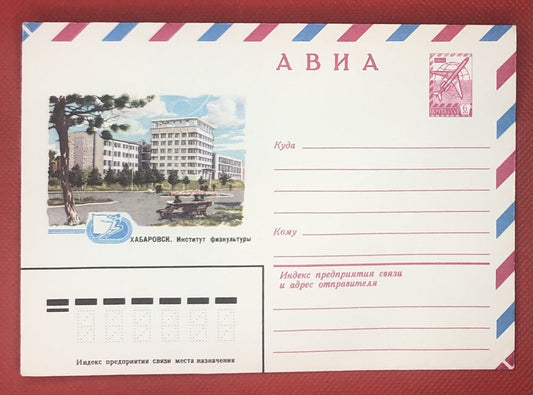 АВИА
Куда
Кому
ХАБАРОВСК. Институт физкультуры
Индекс предприятия связи
и адрес отправителя
Индекс предприятия связи места назначения